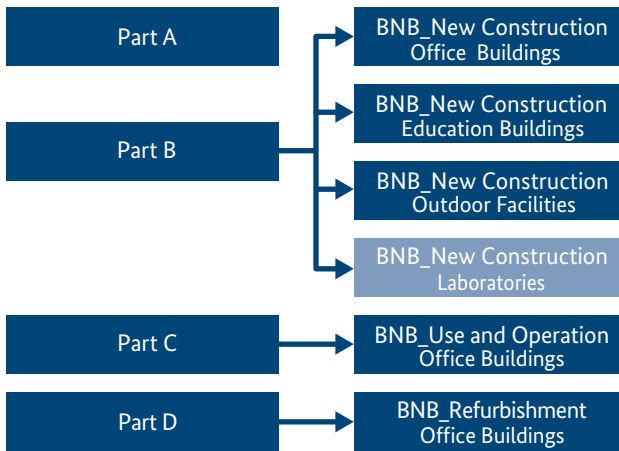 Part A
BNB_New Construction
Office Buildings
BNB_New Construction
Education Buildings
Part B
BNB_New Construction
Outdoor Facilities
BNB_New Construction
Laboratories
Part C
BNB_Use and Operation
Office Buildings
Part D
BNB_Refurbishment
Office Buildings